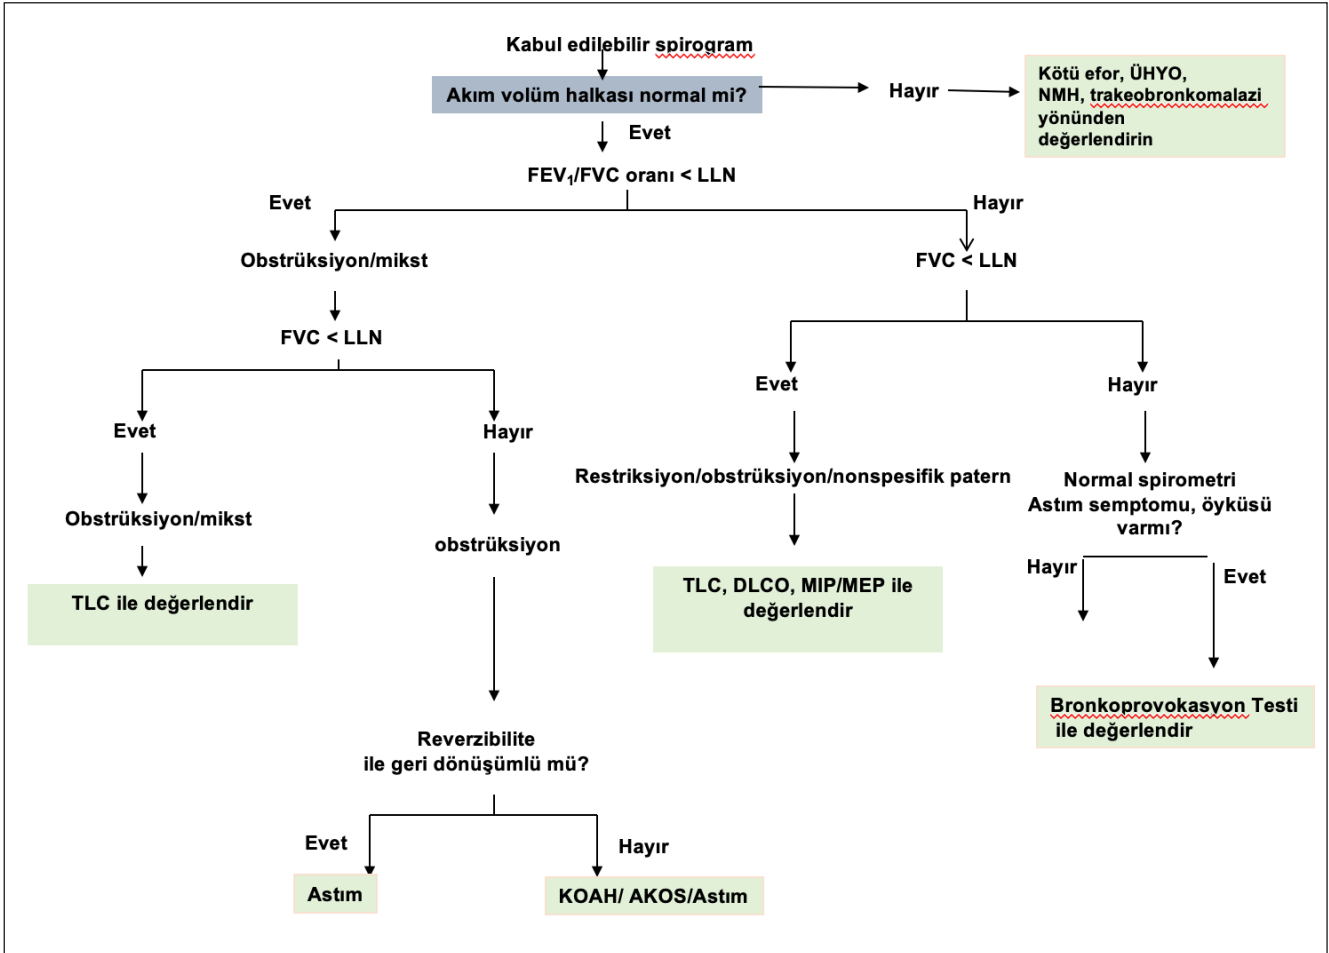 Kabul edilebilir spirogram
Akım volüm halkası normal mi?
Hayır
Kötü efor, ÜHYO,
NMH, trakeobronkomalazi
yönünden
değerlendirin
Evet
FEV₁/FVC oranı < LLN
Evet
Hayır
Obstrüksiyon/mikst
FVC < LLN
FVC < LLN
Evet
Hayır
Evet
Hayır
Obstrüksiyon/mikst
obstrüksiyon
Restriksiyon/obstrüksiyon/nonspesifik patern
Normal spirometri
Astım semptomu, öyküsü
varmı?
TLC ile değerlendir
TLC, DLCO, MIP/MEP ile
değerlendir
Hayır
Evet
Bronkoprovokasyon Testi
ile değerlendir
Reverzibilite
ile geri dönüşümlü mü?
Evet
Hayır
Astım
KOAH/ AKOS/Astım